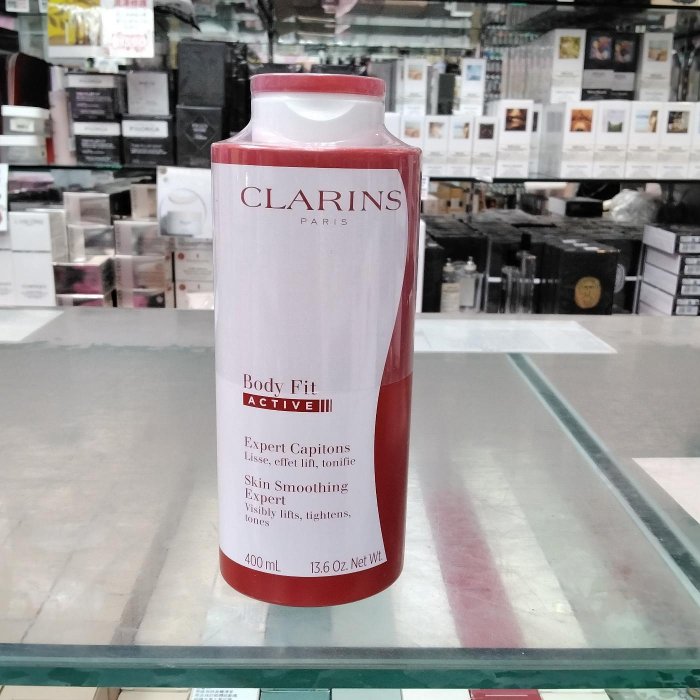 CLARINS
PARIS
Body Fit
ACTIVE
Expert Capitons
Lisse, effet lift, tonifie
Skin Smoothing
Expert
Visibly lifts, tightens,
tones
400 mL 13.6 Oz. Net Wt.